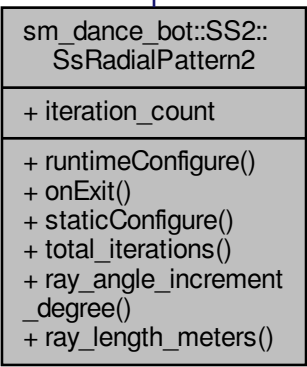 sm_dance_bot::SS2::
SsRadialPattern2
+ iteration_count
+ runtimeConfigure()
+ onExit()
+ staticConfigure()
+ total_iterations()
+ ray_angle_increment
_degree()
+ ray_length_meters()